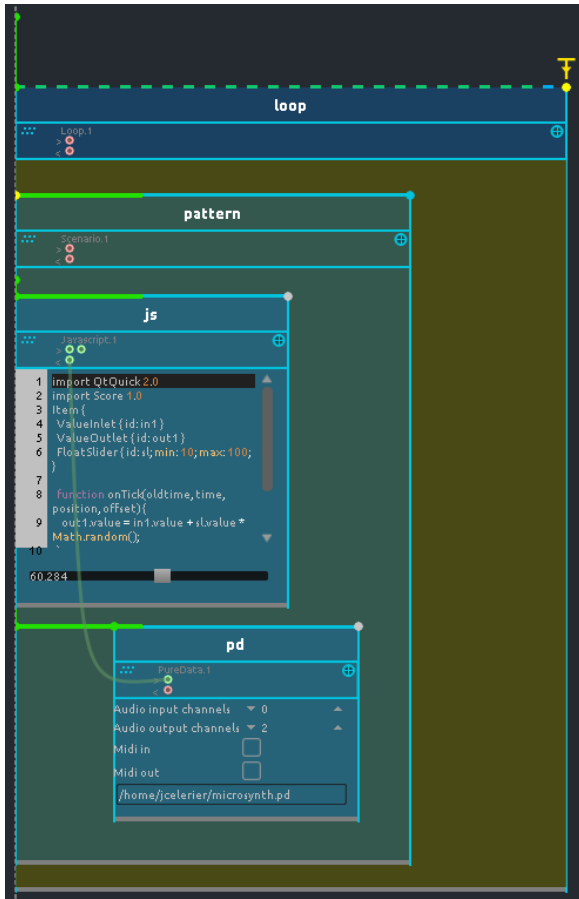 loop
Loop.1
>
<
pattern
Scenario.1
>
<
js
Javascript.1
>
<
1 import QtQuick 2.0
2 import Score 1.0
3 Item {
4 ValueInlet {id:in1}
5 ValueOutlet {id:out1}
6 FloatSlider {id:sl; min: 10; max: 100;
}
7
8 function onTick(oldtime, time,
position, offset) {
9 out1.value = in1.value + sl.value *
Math.random();
10
60.284
pd
PureData.1
>
<
Audio input channels 0
Audio output channels 2
Midi in
Midi out
/home/jcelerier/microsynth.pd